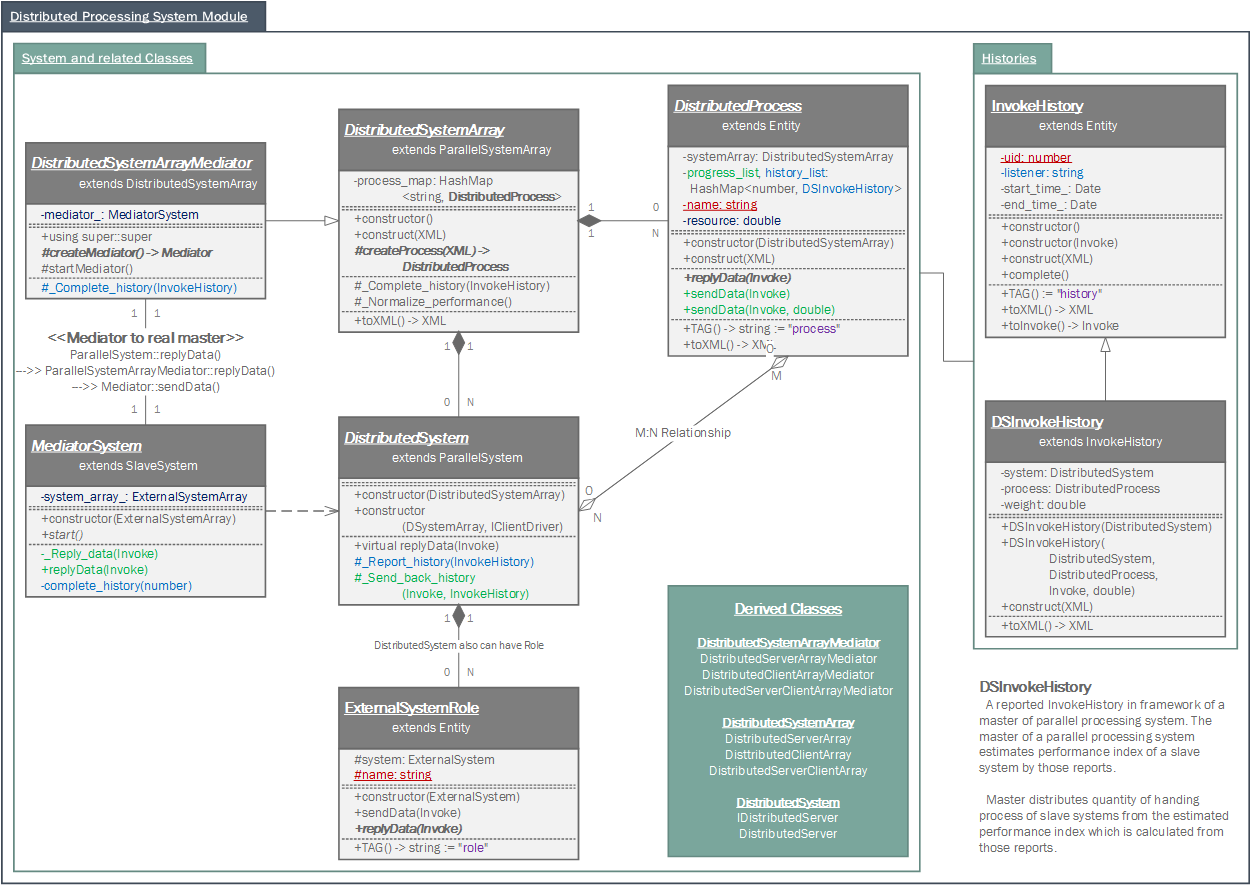 Distributed Processing System Module
System and related Classes
DistributedSystemArrayMediator
extends DistributedSystemArray
-mediator_: MediatorSystem
+using super::super
#createMediator() -> Mediator
#startMediator()
#_Complete_history(InvokeHistory)
1
1
<<Mediator to real master>>
ParallelSystem::replyData()
--->> ParallelSystemArrayMediator::replyData()
--->> Mediator::sendData()
1
1
MediatorSystem
extends SlaveSystem
-system_array_: ExternalSystemArray
+constructor(ExternalSystemArray)
+start()
-_Reply_data(Invoke)
+replyData(Invoke)
-complete_history(number)
DistributedSystemArray
extends ParallelSystemArray
-process_map: HashMap
<string, DistributedProcess>
+constructor()
+construct(XML)
#createProcess(XML) ->
DistributedProcess
#_Complete_history(InvokeHistory)
#_Normalize_performance()
+toXML() -> XML
1
1
0
N
1
1
0
N
DistributedSystem
extends ParallelSystem
+constructor(DistributedSystemArray)
+constructor
(DSystemArray, IClientDriver)
+virtual replyData(Invoke)
#_Report_history(InvokeHistory)
#_Send_back_history
(Invoke, InvokeHistory)
1
1
DistributedSystem also can have Role
0
N
ExternalSystemRole
extends Entity
#system: ExternalSystem
#name: string
+constructor(ExternalSystem)
+sendData(Invoke)
+replyData(Invoke)
+TAG() -> string := "role"
DistributedProcess
extends Entity
-systemArray: DistributedSystemArray
-progress_list, history_list:
HashMap<number, DSInvokeHistory>
-name: string
-resource: double
+constructor(DistributedSystemArray)
+construct(XML)
+replyData(Invoke)
+sendData(Invoke)
+sendData(Invoke, double)
+TAG() -> string := "process"
+toXML() -> XML
0
M
M:N Relationship
0
N
Derived Classes
DistributedSystemArrayMediator
DistributedServerArrayMediator
DistributedClientArrayMediator
DistributedServerClientArrayMediator
DistributedSystemArray
DistributedServerArray
DisttributedClientArray
DistributedServerClientArray
DistributedSystem
IDistributedServer
DistributedServer
Histories
InvokeHistory
extends Entity
-uid: number
-listener: string
-start_time_: Date
-end_time_: Date
+constructor()
+constructor(Invoke)
+construct(XML)
+complete()
+TAG() := "history"
+toXML() -> XML
+toInvoke() -> Invoke
DSInvokeHistory
extends InvokeHistory
-system: DistributedSystem
-process: DistributedProcess
-weight: double
+DSInvokeHistory(DistributedSystem)
+DSInvokeHistory(
DistributedSystem,
DistributedProcess,
Invoke, double)
+construct(XML)
+toXML() -> XML
DSInvokeHistory
A reported InvokeHistory in framework of a
master of parallel processing system. The
master of a parallel processing system
estimates performance index of a slave
system by those reports.
Master distributes quantity of handing
process of slave systems from the estimated
performance index which is calculated from
those reports.